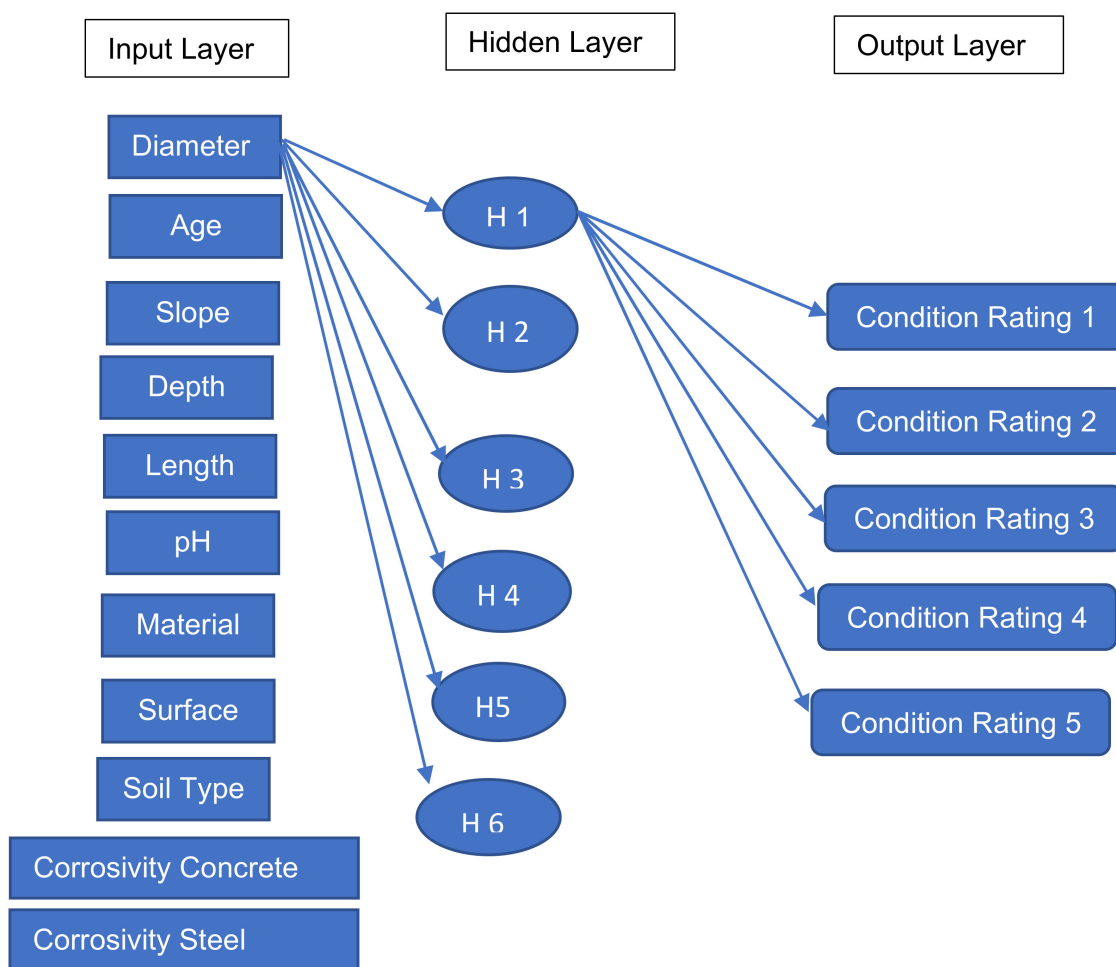 Input Layer
Hidden Layer
Output Layer
Diameter
Age
Slope
Depth
Length
pH
Material
Surface
Soil Type
Corrosivity Concrete
Corrosivity Steel
H 1
H 2
H 3
H 4
H5
H 6
Condition Rating 1
Condition Rating 2
Condition Rating 3
Condition Rating 4
Condition Rating 5